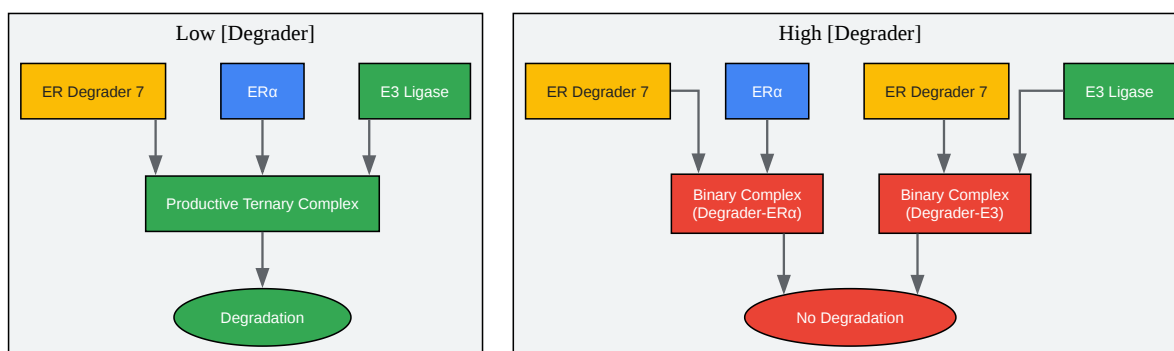 Low [Degrader]
ER Degrader 7
ERα
E3 Ligase
Productive Ternary Complex
Degradation
High [Degrader]
ER Degrader 7
ERα
ER Degrader 7
E3 Ligase
Binary Complex
(Degrader-ERα)
Binary Complex
(Degrader-E3)
No Degradation